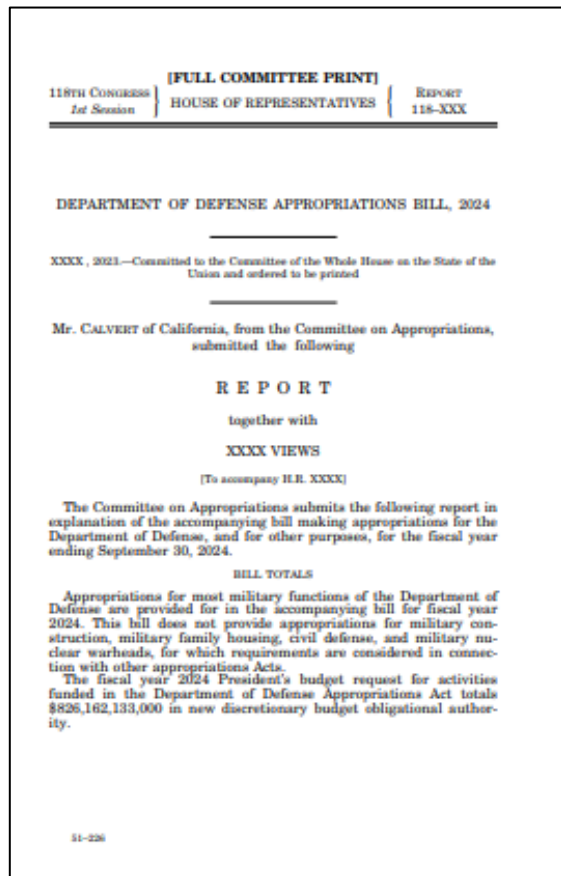 [FULL COMMITTEE PRINT]
118TH CONGRESS } HOUSE OF REPRESENTATIVES { REPORT
1st Session 118–XXX
DEPARTMENT OF DEFENSE APPROPRIATIONS BILL, 2024
XXXX , 2023.—Committed to the Committee of the Whole House on the State of the
Union and ordered to be printed
Mr. CALVERT of California, from the Committee on Appropriations,
submitted the following
R E P O R T
together with
XXXX VIEWS
[To accompany H.R. XXXX]
The Committee on Appropriations submits the following report in
explanation of the accompanying bill making appropriations for the
Department of Defense, and for other purposes, for the fiscal year
ending September 30, 2024.
BILL TOTALS
Appropriations for most military functions of the Department of
Defense are provided for in the accompanying bill for fiscal year
2024. This bill does not provide appropriations for military con-
struction, military family housing, civil defense, and military nu-
clear warheads, for which requirements are considered in connec-
tion with other appropriations Acts.
The fiscal year 2024 President's budget request for activities
funded in the Department of Defense Appropriations Act totals
$826,162,133,000 in new discretionary budget obligational author-
ity.
51–226